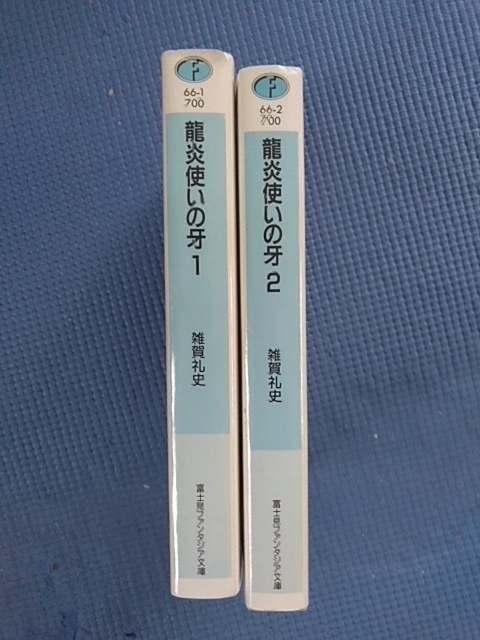 66-1
700
龍炎使いの牙 1
雑賀礼史
富士見ファンタジア文庫
66-2
700
龍炎使いの牙 2
雑賀礼史
富士見ファンタジア文庫